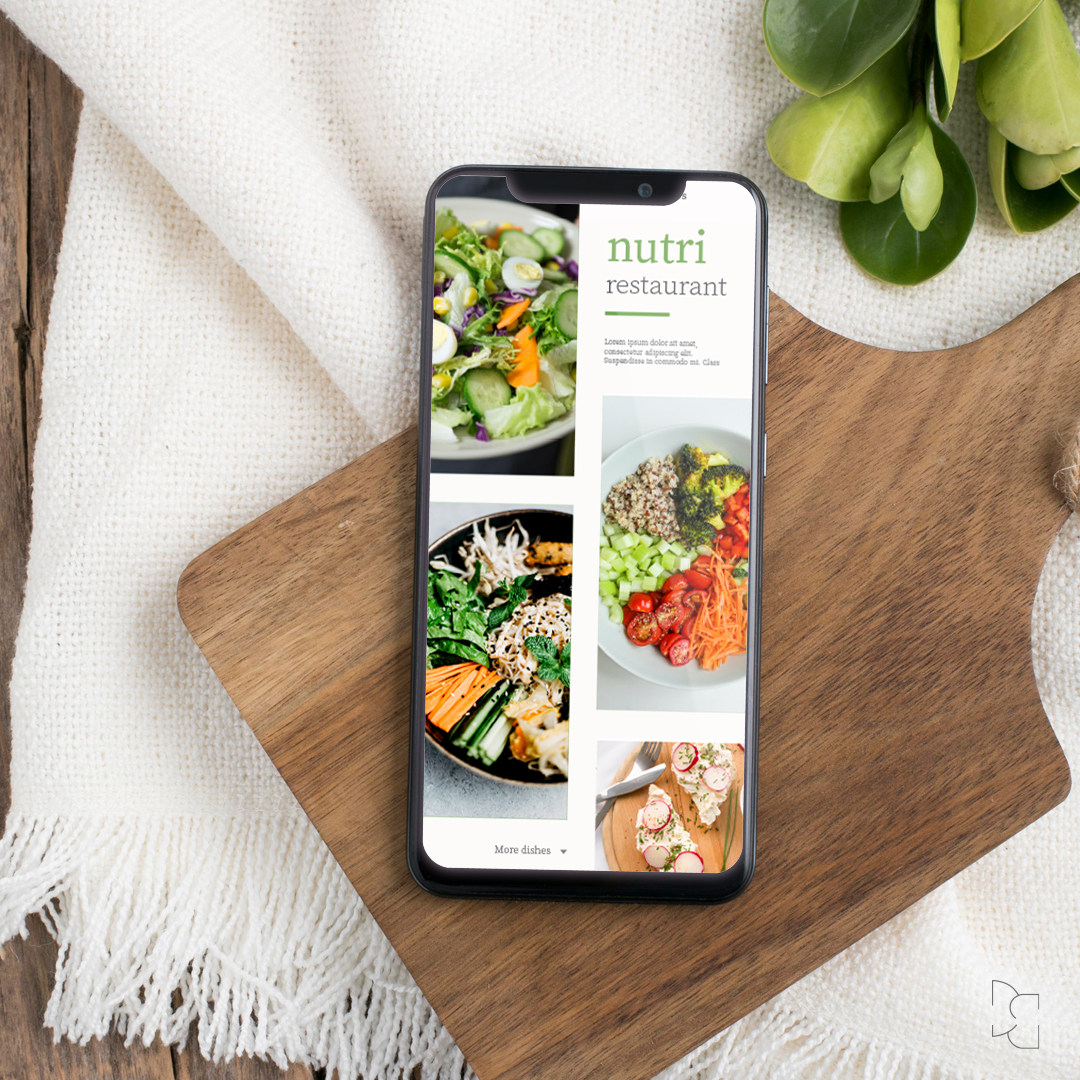 nutri
restaurant
Lorem ipsum dolor sit amet,
consectetur adipiscing elit.
Suspendisse in commodo mi. Class
More dishes